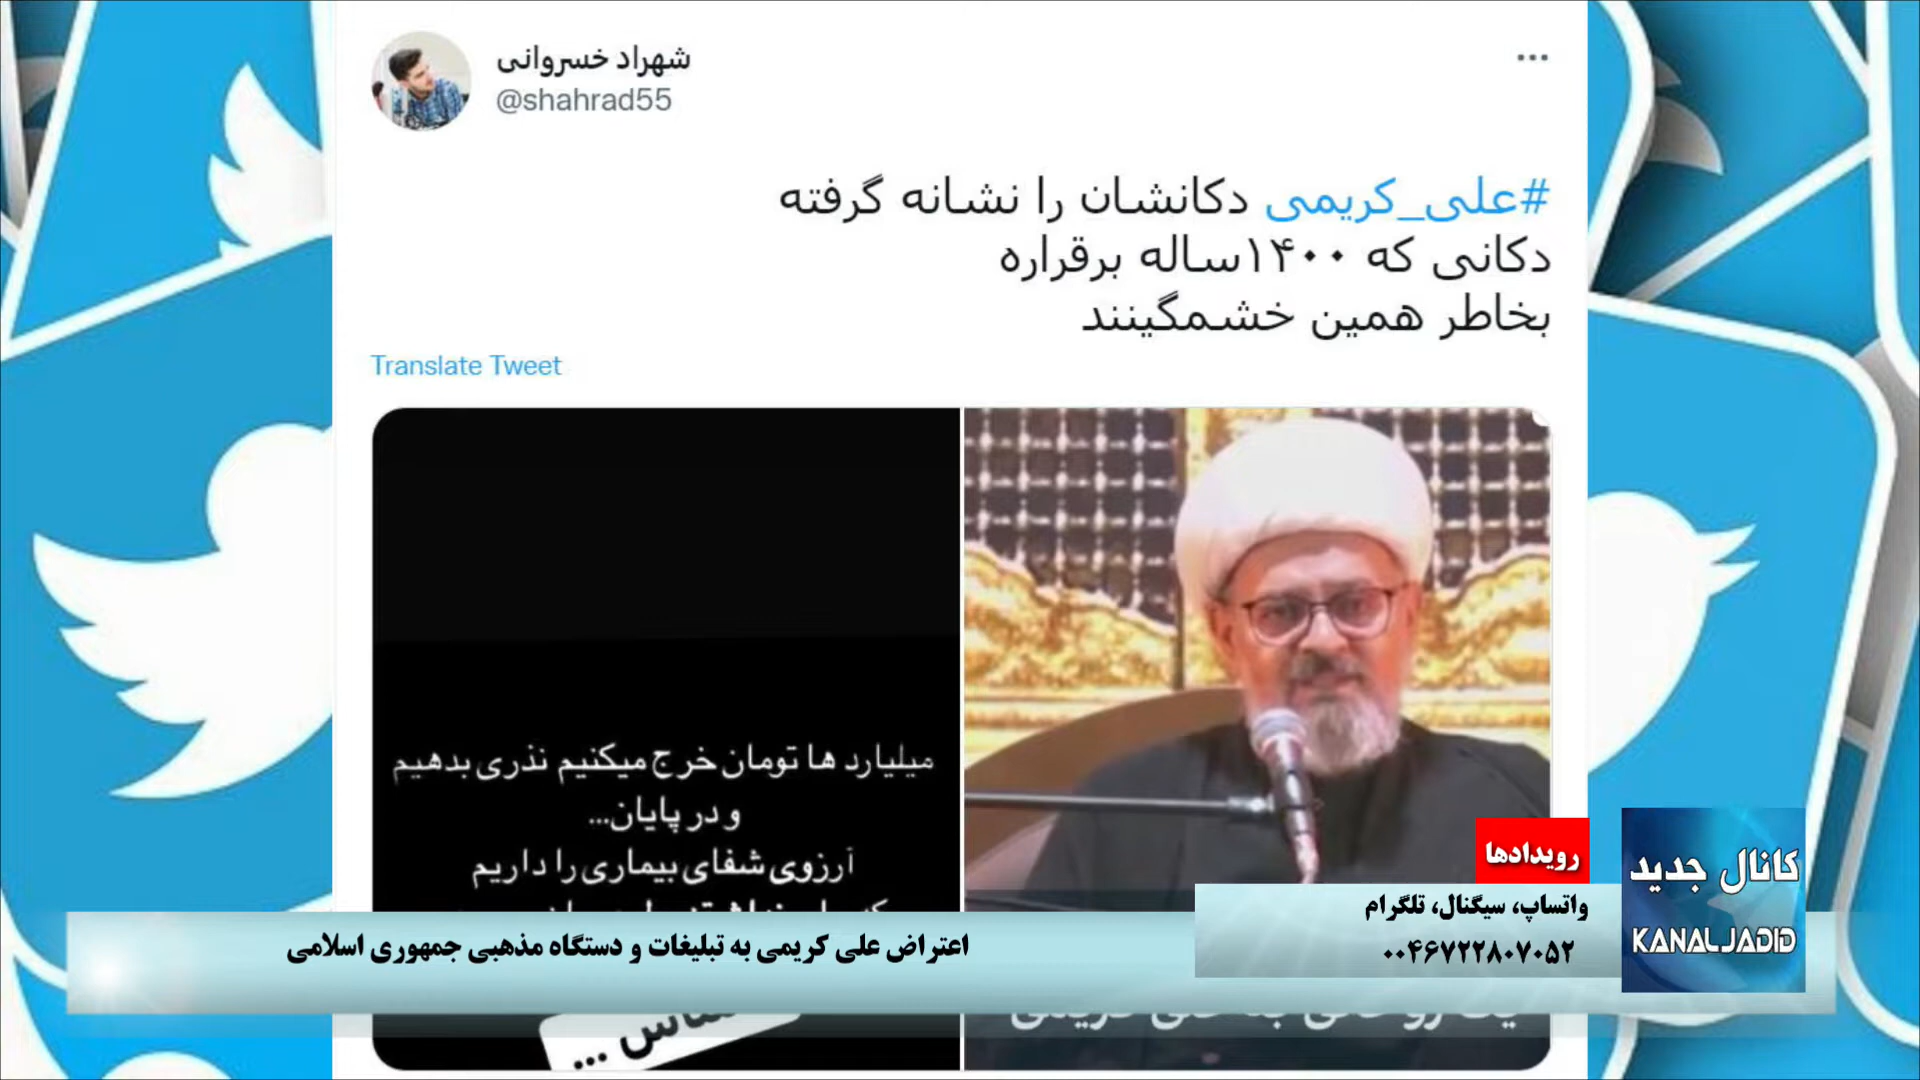 شهراد خسروانی
@shahrad55
#علی_کریمی دکانشان را نشانه گرفته
دکانی که ۱۴۰۰ساله برقراره
بخاطر همین خشمگینند
Translate Tweet
میلیارد ها تومان خرج میکنیم نذری بدهیم
و در پایان...
آرزوی شفای بیماری را داریم
رویدادها
واتساپ، سیگنال، تلگرام
۰۰۴۶۷۲۲۸۰۷۰۵۲
کانال جدید
KANAL JADID
اعتراض علی کریمی به تبلیغات و دستگاه مذهبی جمهوری اسلامی